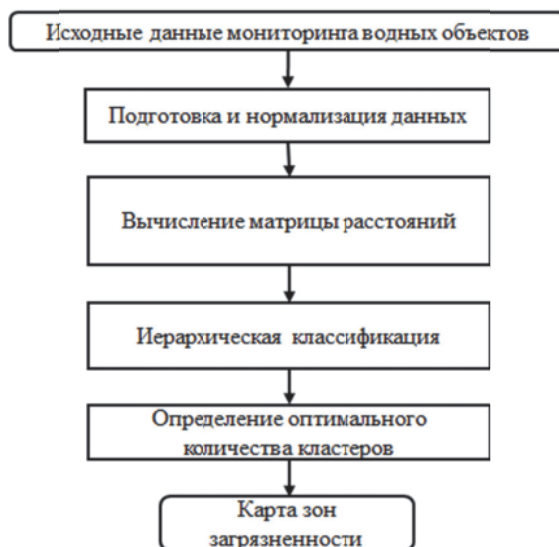 Исходные данные мониторинга водных объектов
Подготовка и нормализация данных
Вычисление матрицы расстояний
Иерархическая классификация
Определение оптимального
количества кластеров
Карта зон
загрязненности